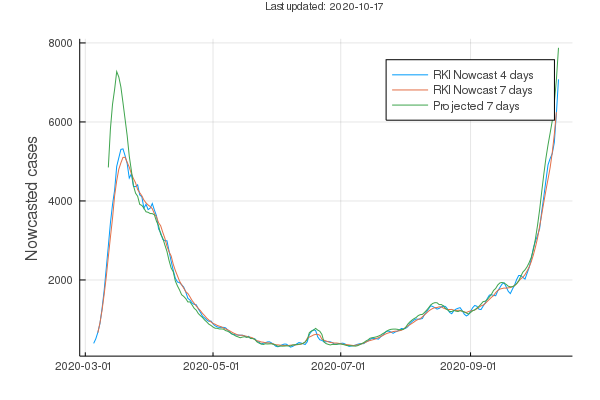 Last updated: 2020-10-17
8000
6000
4000
2000
Nowcasted cases
RKI Nowcast 4 days
RKI Nowcast 7 days
Projected 7 days
2020-03-01
2020-05-01
2020-07-01
2020-09-01